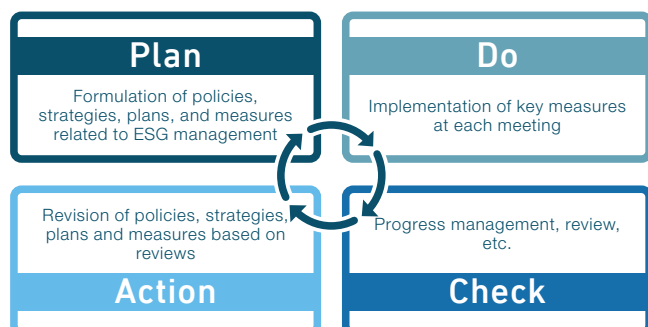 Plan
Formulation of policies,
strategies, plans, and measures
related to ESG management
Do
Implementation of key measures
at each meeting
Revision of policies, strategies,
plans and measures based on
reviews
Action
Progress management, review,
etc.
Check